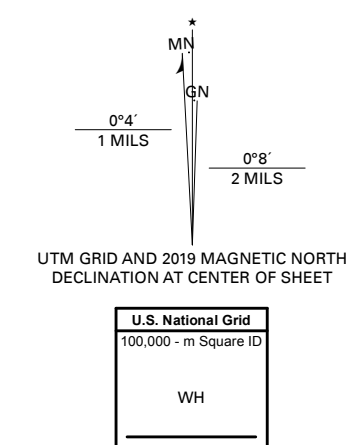 ★
MN
GN
0°4´
1 MILS
0°8´
2 MILS
UTM GRID AND 2019 MAGNETIC NORTH
DECLINATION AT CENTER OF SHEET
U.S. National Grid
100,000 - m Square ID
WH